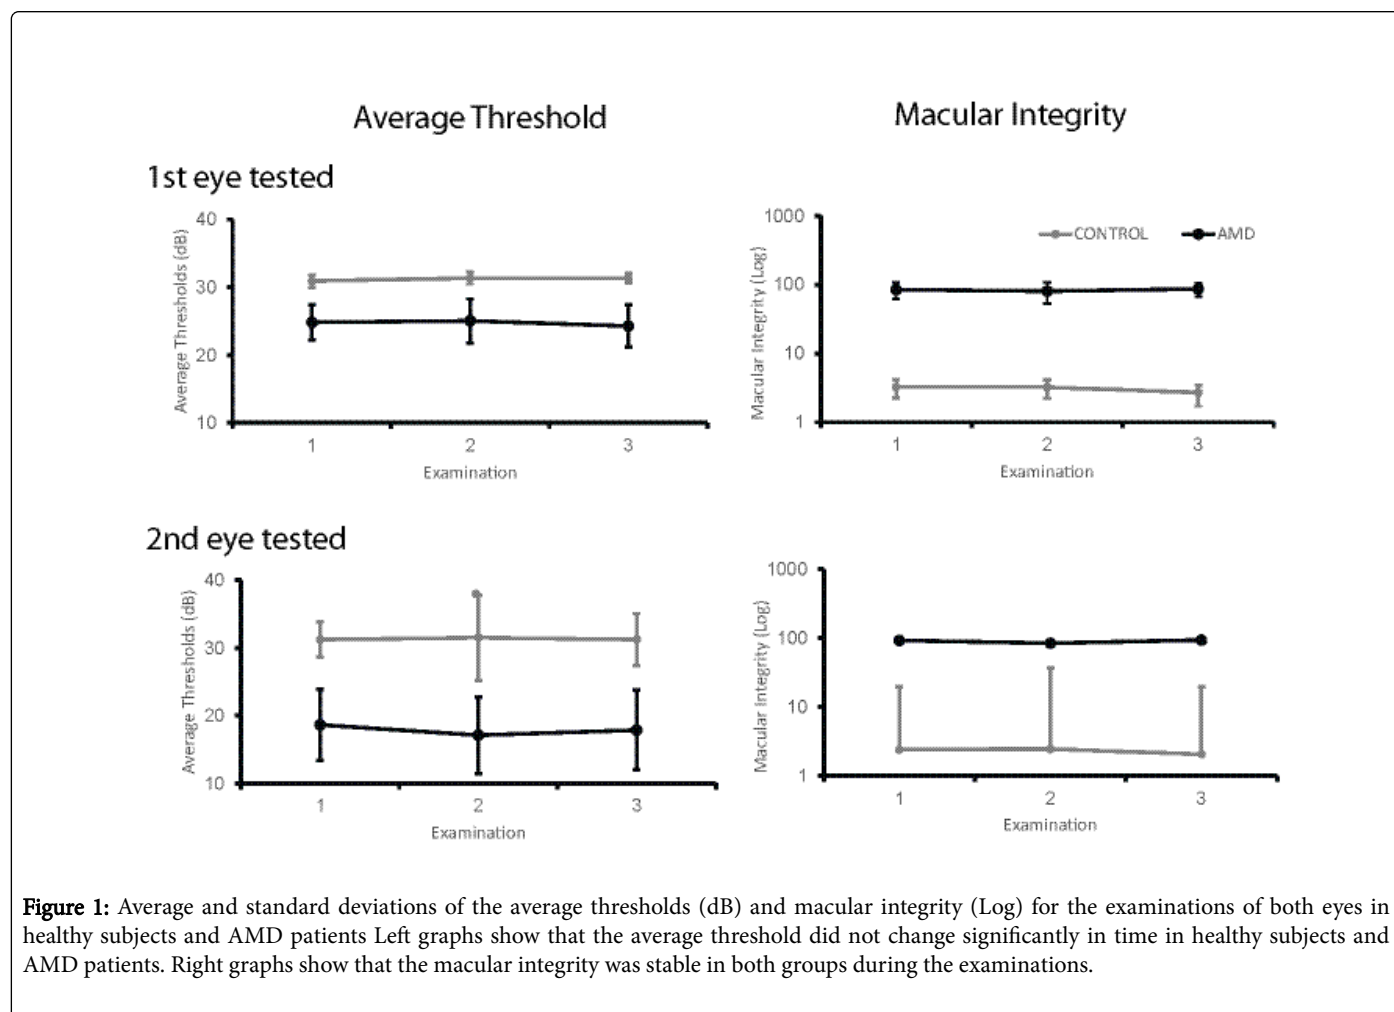 Average Threshold
Macular Integrity
1st eye tested
Average Thresholds (dB)
40
30
20
10
1 2 3
Examination
Macular Integrity (Log)
1000
100
10
1
CONTROL AMD
1 2 3
Examination
2nd eye tested
Average Thresholds (dB)
40
30
20
10
1 2 3
Examination
Macular Integrity (Log)
1000
100
10
1
1 2 3
Examination
Figure 1: Average and standard deviations of the average thresholds (dB) and macular integrity (Log) for the examinations of both eyes in
healthy subjects and AMD patients Left graphs show that the average threshold did not change significantly in time in healthy subjects and
AMD patients. Right graphs show that the macular integrity was stable in both groups during the examinations.